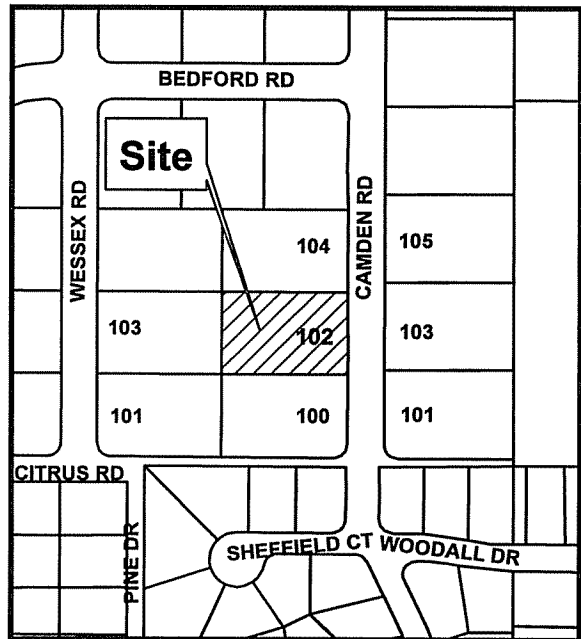 BEDFORD RD
Site
WESSEX RD
CAMDEN RD
104
105
103
102
103
101
100
101
CITRUS RD
PINE DR
SHEFFIELD CT
WOODALL DR